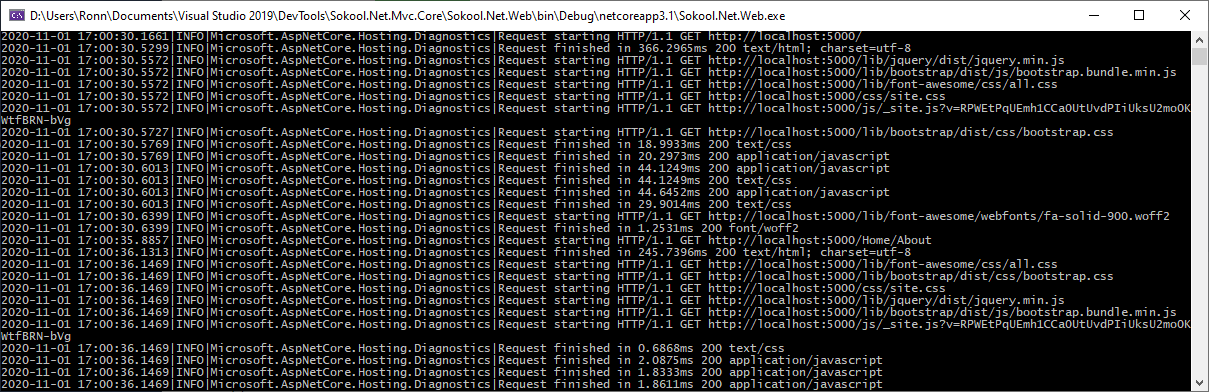 D:\Users\Ronn\Documents\Visual Studio 2019\DevTools\Sokool.Net.Mvc.Core\Sokool.Net.Web\bin\Debug\netcoreapp3.1\Sokool.Net.Web.exe
2020-11-01 17:00:30.1661|INFO|Microsoft.AspNetCore.Hosting.Diagnostics|Request starting HTTP/1.1 GET http://localhost:5000/
2020-11-01 17:00:30.5299|INFO|Microsoft.AspNetCore.Hosting.Diagnostics|Request finished in 366.2965ms 200 text/html; charset=utf-8
2020-11-01 17:00:30.5572|INFO|Microsoft.AspNetCore.Hosting.Diagnostics|Request starting HTTP/1.1 GET http://localhost:5000/lib/jquery/dist/jquery.min.js
2020-11-01 17:00:30.5572|INFO|Microsoft.AspNetCore.Hosting.Diagnostics|Request starting HTTP/1.1 GET http://localhost:5000/lib/bootstrap/dist/js/bootstrap.bundle.min.js
2020-11-01 17:00:30.5572|INFO|Microsoft.AspNetCore.Hosting.Diagnostics|Request starting HTTP/1.1 GET http://localhost:5000/lib/font-awesome/css/all.css
2020-11-01 17:00:30.5572|INFO|Microsoft.AspNetCore.Hosting.Diagnostics|Request starting HTTP/1.1 GET http://localhost:5000/css/site.css
2020-11-01 17:00:30.5572|INFO|Microsoft.AspNetCore.Hosting.Diagnostics|Request starting HTTP/1.1 GET http://localhost:5000/js/_site.js?v=RPWEtPqUEmh1CCaOUtUvdPIiUksU2moOK
WtfBRN-bVg
2020-11-01 17:00:30.5727|INFO|Microsoft.AspNetCore.Hosting.Diagnostics|Request starting HTTP/1.1 GET http://localhost:5000/lib/bootstrap/dist/css/bootstrap.css
2020-11-01 17:00:30.5769|INFO|Microsoft.AspNetCore.Hosting.Diagnostics|Request finished in 18.9933ms 200 text/css
2020-11-01 17:00:30.5769|INFO|Microsoft.AspNetCore.Hosting.Diagnostics|Request finished in 20.2973ms 200 application/javascript
2020-11-01 17:00:30.6013|INFO|Microsoft.AspNetCore.Hosting.Diagnostics|Request finished in 44.1249ms 200 application/javascript
2020-11-01 17:00:30.6013|INFO|Microsoft.AspNetCore.Hosting.Diagnostics|Request finished in 44.1249ms 200 text/css
2020-11-01 17:00:30.6013|INFO|Microsoft.AspNetCore.Hosting.Diagnostics|Request finished in 44.6452ms 200 application/javascript
2020-11-01 17:00:30.6013|INFO|Microsoft.AspNetCore.Hosting.Diagnostics|Request finished in 29.9014ms 200 text/css
2020-11-01 17:00:30.6399|INFO|Microsoft.AspNetCore.Hosting.Diagnostics|Request starting HTTP/1.1 GET http://localhost:5000/lib/font-awesome/webfonts/fa-solid-900.woff2
2020-11-01 17:00:30.6399|INFO|Microsoft.AspNetCore.Hosting.Diagnostics|Request finished in 1.2531ms 200 font/woff2
2020-11-01 17:00:35.8857|INFO|Microsoft.AspNetCore.Hosting.Diagnostics|Request starting HTTP/1.1 GET http://localhost:5000/Home/About
2020-11-01 17:00:36.1313|INFO|Microsoft.AspNetCore.Hosting.Diagnostics|Request finished in 245.7396ms 200 text/html; charset=utf-8
2020-11-01 17:00:36.1469|INFO|Microsoft.AspNetCore.Hosting.Diagnostics|Request starting HTTP/1.1 GET http://localhost:5000/lib/font-awesome/css/all.css
2020-11-01 17:00:36.1469|INFO|Microsoft.AspNetCore.Hosting.Diagnostics|Request starting HTTP/1.1 GET http://localhost:5000/lib/bootstrap/dist/css/bootstrap.css
2020-11-01 17:00:36.1469|INFO|Microsoft.AspNetCore.Hosting.Diagnostics|Request starting HTTP/1.1 GET http://localhost:5000/css/site.css
2020-11-01 17:00:36.1469|INFO|Microsoft.AspNetCore.Hosting.Diagnostics|Request starting HTTP/1.1 GET http://localhost:5000/lib/jquery/dist/jquery.min.js
2020-11-01 17:00:36.1469|INFO|Microsoft.AspNetCore.Hosting.Diagnostics|Request starting HTTP/1.1 GET http://localhost:5000/lib/bootstrap/dist/js/bootstrap.bundle.min.js
2020-11-01 17:00:36.1469|INFO|Microsoft.AspNetCore.Hosting.Diagnostics|Request starting HTTP/1.1 GET http://localhost:5000/js/_site.js?v=RPWEtPqUEmh1CCaOUtUvdPIiUksU2moOK
WtfBRN-bVg
2020-11-01 17:00:36.1469|INFO|Microsoft.AspNetCore.Hosting.Diagnostics|Request finished in 0.6868ms 200 text/css
2020-11-01 17:00:36.1469|INFO|Microsoft.AspNetCore.Hosting.Diagnostics|Request finished in 2.0875ms 200 application/javascript
2020-11-01 17:00:36.1469|INFO|Microsoft.AspNetCore.Hosting.Diagnostics|Request finished in 1.8333ms 200 application/javascript
2020-11-01 17:00:36.1469|INFO|Microsoft.AspNetCore.Hosting.Diagnostics|Request finished in 1.8611ms 200 application/javascript